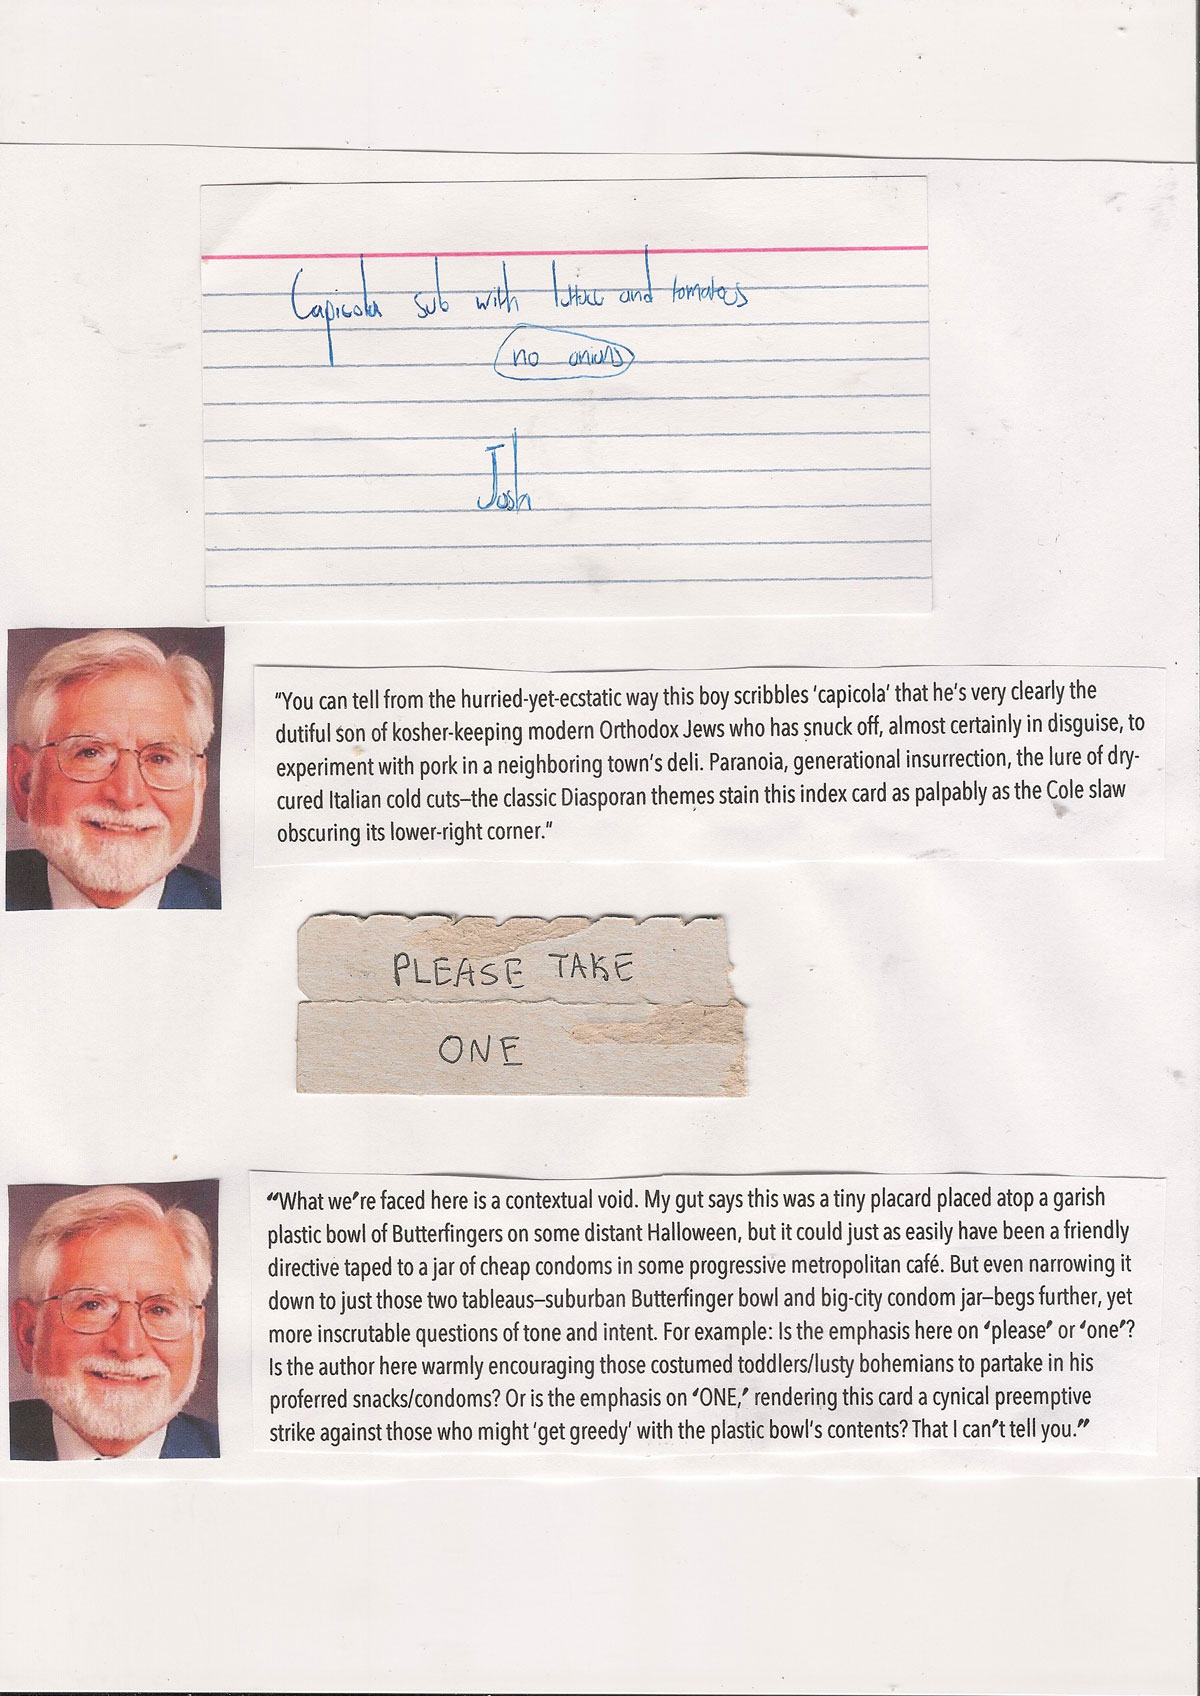 Capicola sub with lettuce and tomatoes
no onions
Josh
"You can tell from the hurried-yet-ecstatic way this boy scribbles ‘capicola’ that he’s very clearly the
dutiful son of kosher-keeping modern Orthodox Jews who has snuck off, almost certainly in disguise, to
experiment with pork in a neighboring town’s deli. Paranoia, generational insurrection, the lure of dry-
cured Italian cold cuts–the classic Diasporan themes stain this index card as palpably as the Cole slaw
obscuring its lower-right corner."
PLEASE TAKE
ONE
“What we’re faced here is a contextual void. My gut says this was a tiny placard placed atop a garish
plastic bowl of Butterfingers on some distant Halloween, but it could just as easily have been a friendly
directive taped to a jar of cheap condoms in some progressive metropolitan café. But even narrowing it
down to just those two tableaus–suburban Butterfinger bowl and big-city condom jar–begs further, yet
more inscrutable questions of tone and intent. For example: Is the emphasis here on ‘please’ or ‘one’?
Is the author here warmly encouraging those costumed toddlers/lusty bohemians to partake in his
proferred snacks/condoms? Or is the emphasis on ‘ONE,’ rendering this card a cynical preemptive
strike against those who might ‘get greedy’ with the plastic bowl’s contents? That I can’t tell you.”